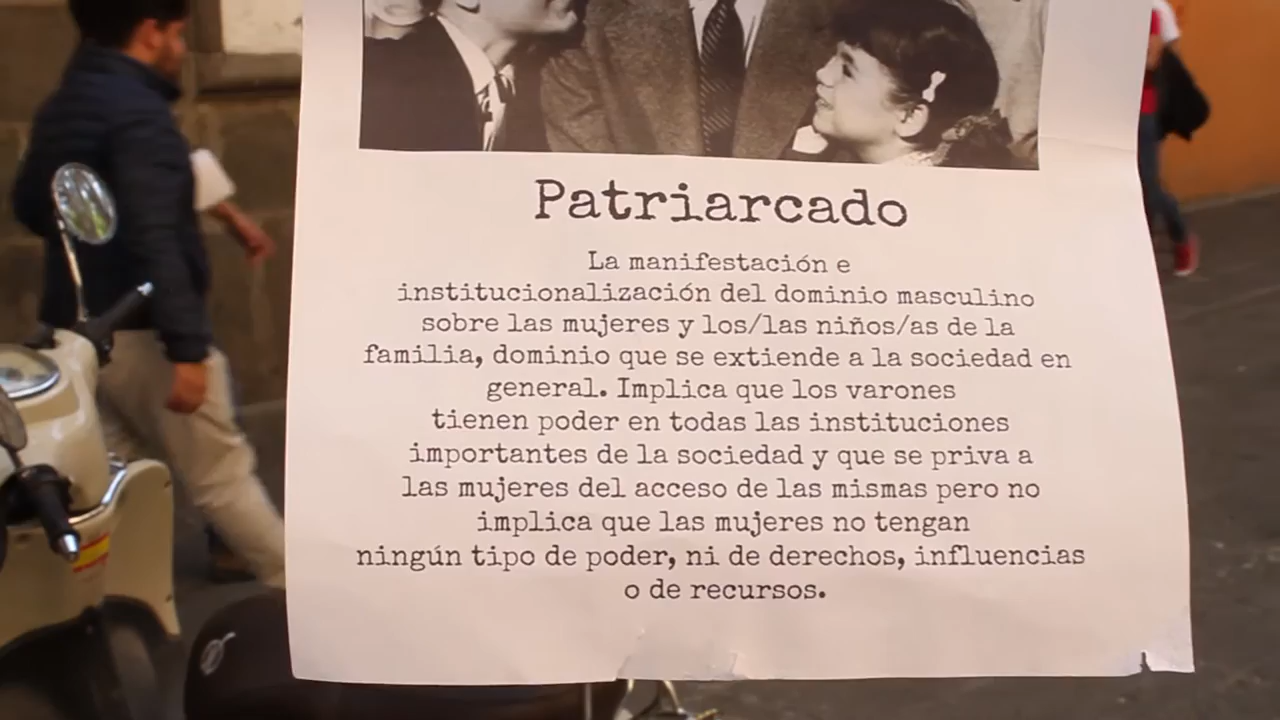 Patriarcado
La manifestación e
institucionalización del dominio masculino
sobre las mujeres y los/las niños/as de la
familia, dominio que se extiende a la sociedad en
general. Implica que los varones
tienen poder en todas las instituciones
importantes de la sociedad y que se priva a
las mujeres del acceso de las mismas pero no
implica que las mujeres no tengan
ningún tipo de poder, ni de derechos, influencias
o de recursos.